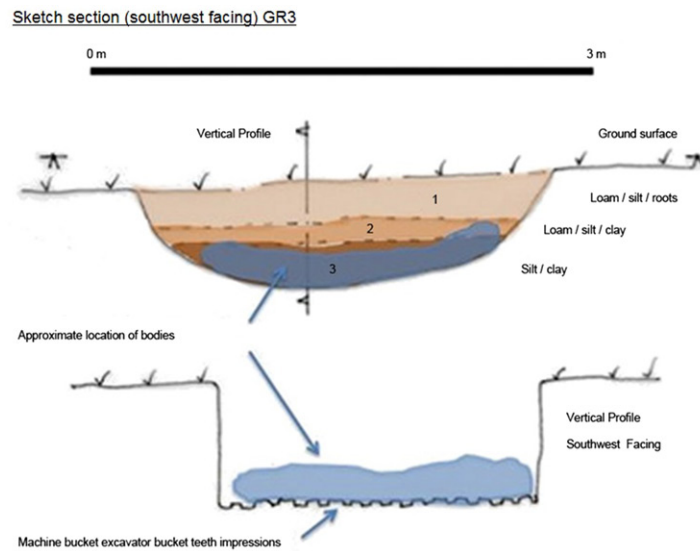 Sketch section (southwest facing) GR3
0 m
3 m
Vertical Profile
Ground surface
1
Loam / silt / roots
2
Loam / silt / clay
3
Silt / clay
Approximate location of bodies
Vertical Profile
Southwest Facing
Machine bucket excavator bucket teeth impressions